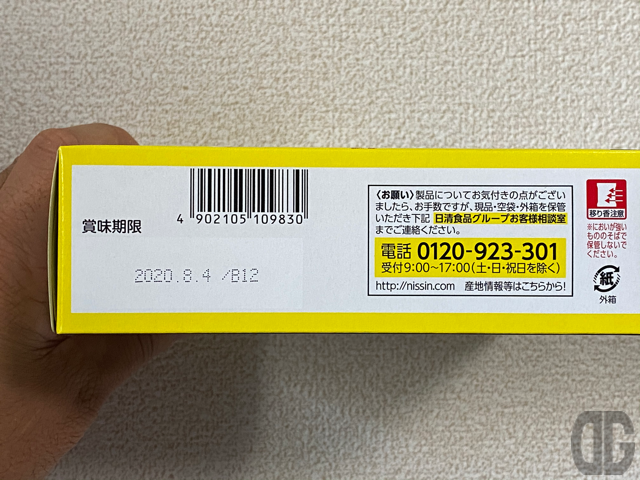 4 902105 109830
賞味期限
2020.8.4 /B12
〈お願い〉製品についてお気付きの点がござい
ましたら、お手数ですが、現品・空袋・外箱を保管
いただき下記 日清食品グループお客様相談室
までご連絡ください。
電話 0120-923-301
受付9:00～17:00(土・日・祝日を除く)
http://nissin.com 産地情報等はこちらから!
移り香注意
※においが強い
もののそばで
保管しないで
ください。
紙
外箱
DG